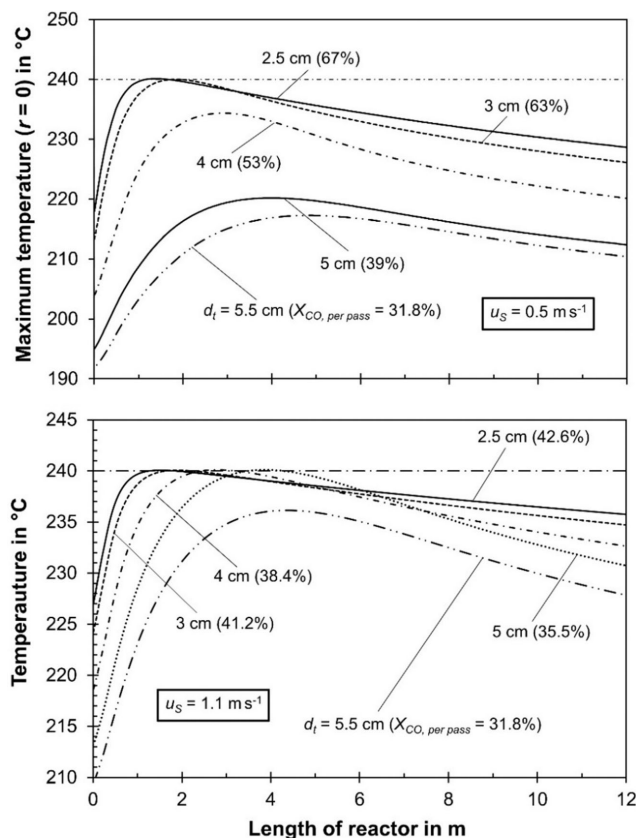 250
240
230
220
210
200
190
Maximum temperature (r = 0) in °C
2.5 cm (67%)
3 cm (63%)
4 cm (53%)
5 cm (39%)
d_t = 5.5 cm (X_CO, per pass = 31.8%)
u_S = 0.5 m s⁻¹
245
240
235
230
225
220
215
210
Temperauture in °C
2.5 cm (42.6%)
4 cm (38.4%)
3 cm (41.2%)
5 cm (35.5%)
u_S = 1.1 m s⁻¹
d_t = 5.5 cm (X_CO, per pass = 31.8%)
0 2 4 6 8 10 12
Length of reactor in m